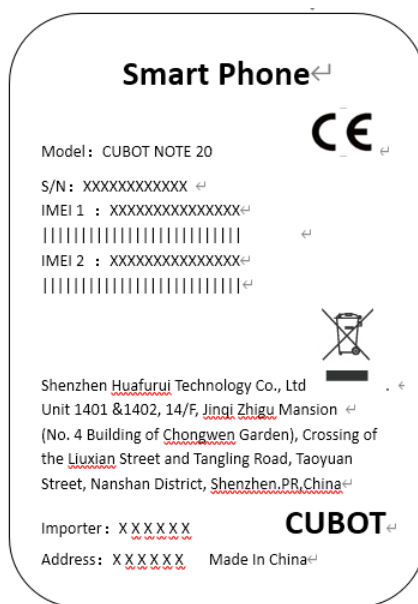 Smart Phone
CE
Model：CUBOT NOTE 20
S/N：XXXXXXXXXXXX
IMEI 1 ：XXXXXXXXXXXXXXX
||||||||||||||||||||||||||
IMEI 2 ：XXXXXXXXXXXXXXX
||||||||||||||||||||||||||
Shenzhen Huafurui Technology Co., Ltd .
Unit 1401 &1402, 14/F, Jinqi Zhigu Mansion
(No. 4 Building of Chongwen Garden), Crossing of
the Liuxian Street and Tangling Road, Taoyuan
Street, Nanshan District, Shenzhen.PR,China
Importer：X X X X X X CUBOT
Address：X X X X X X Made In China